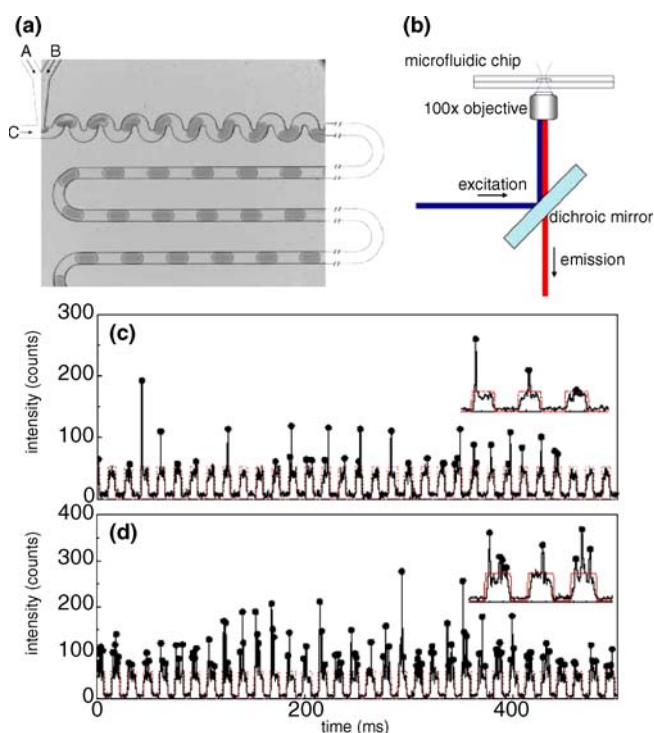 (a)
A B
C
(b)
microfluidic chip
100x objective
excitation
dichroic mirror
emission
(c)
300
200
100
0
intensity (counts)
(d)
400
300
200
100
0
intensity (counts)
0 200 400
time (ms)